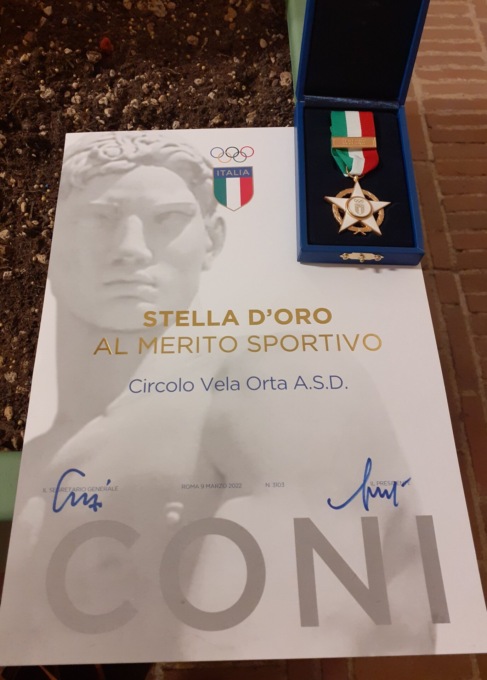 ITALIA
STELLA D'ORO
AL MERITO SPORTIVO
Circolo Vela Orta A.S.D.
IL SEGRETARIO GENERALE
ROMA 9 MARZO 2022
N 3103
IL PRESIDENTE
CONI